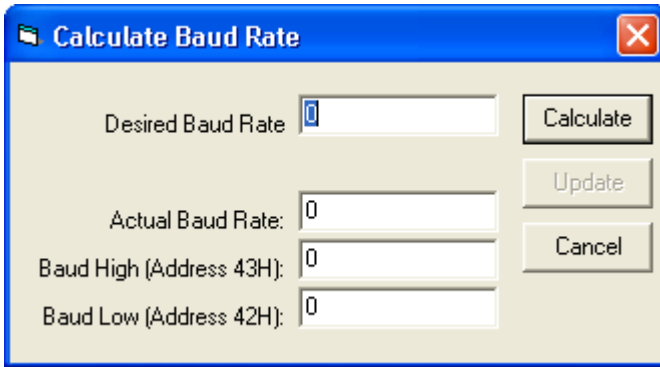 Calculate Baud Rate
Desired Baud Rate 0 Calculate
Update
Actual Baud Rate: 0
Baud High (Address 43H): 0 Cancel
Baud Low (Address 42H): 0